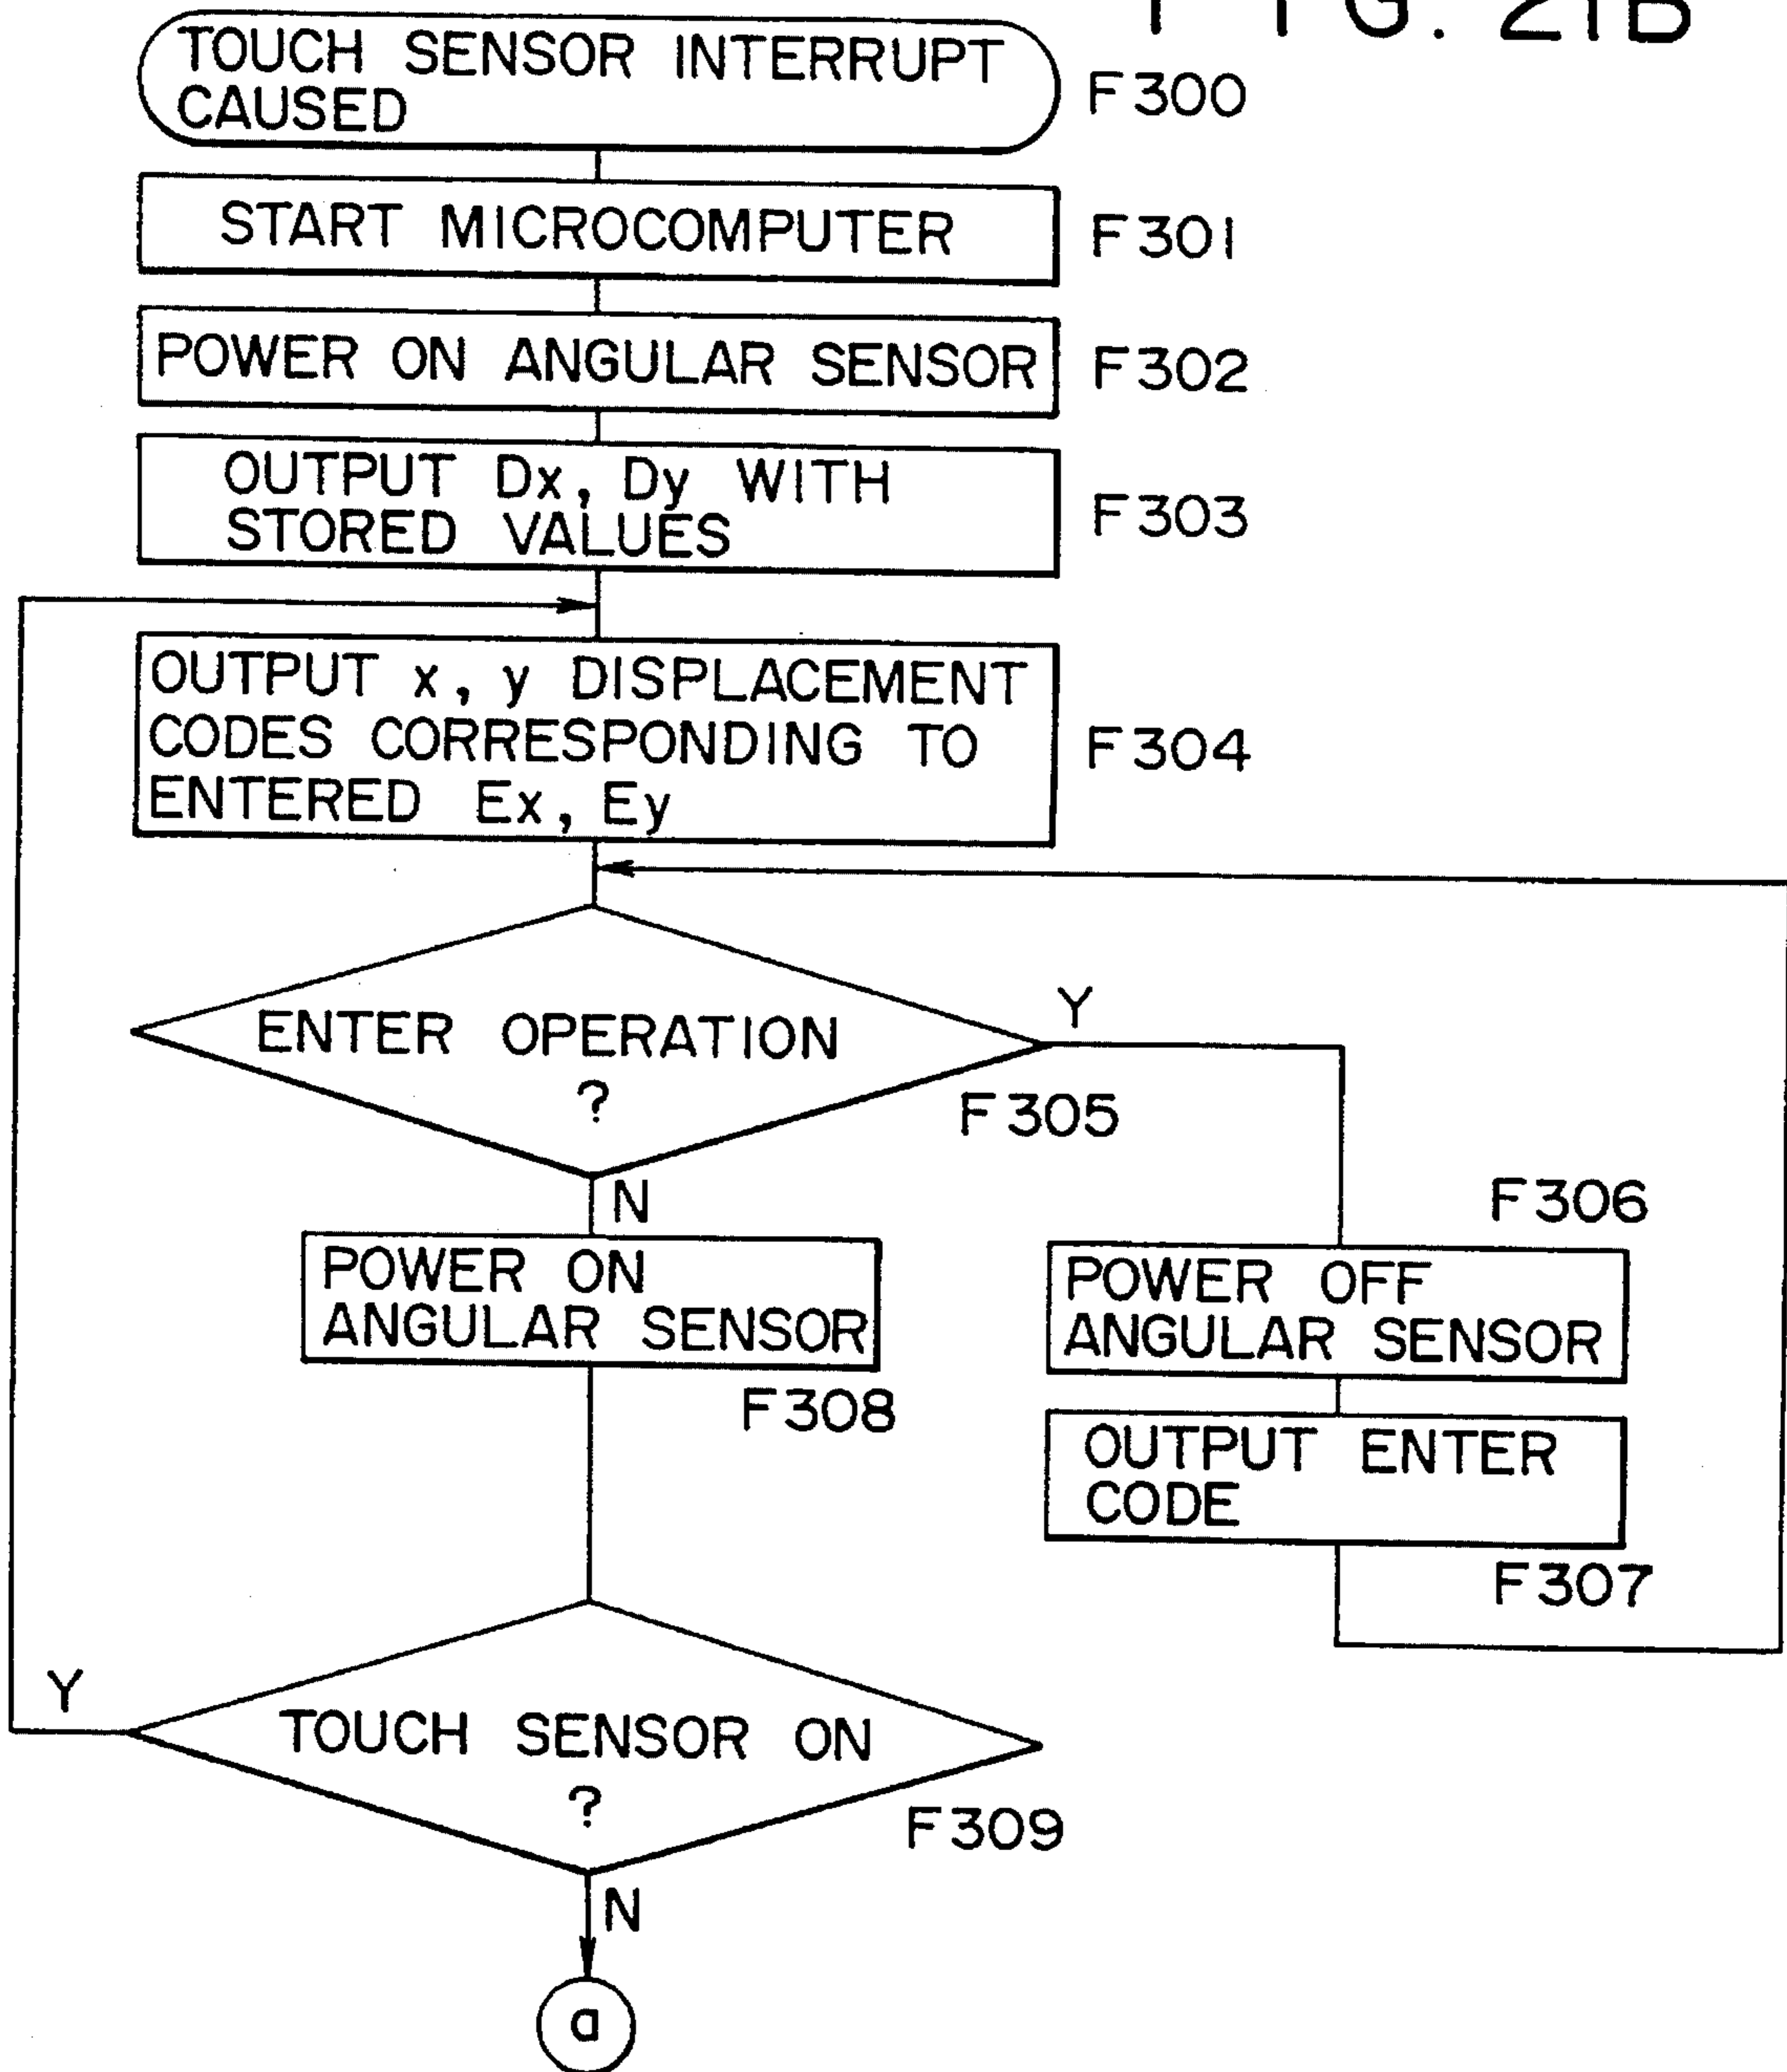 FIG. 21B
TOUCH SENSOR INTERRUPT
CAUSED
F300
START MICROCOMPUTER
F301
POWER ON ANGULAR SENSOR
F302
OUTPUT Dx, Dy WITH
STORED VALUES
F303
OUTPUT x, y DISPLACEMENT
CODES CORRESPONDING TO
ENTERED Ex, Ey
F304
ENTER OPERATION
?
Y
F305
N
F306
POWER ON
ANGULAR SENSOR
F308
POWER OFF
ANGULAR SENSOR
OUTPUT ENTER
CODE
F307
Y
TOUCH SENSOR ON
?
F309
N
a